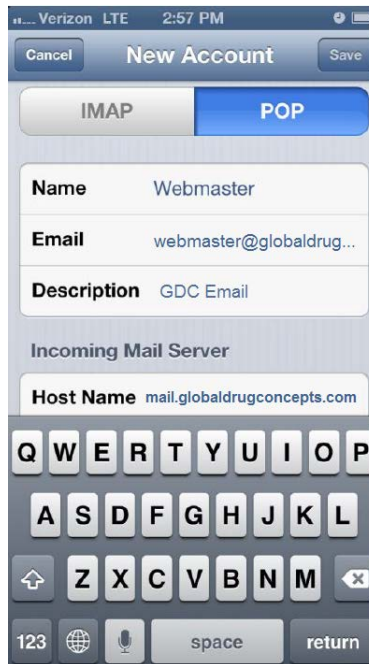 Verizon LTE 2:57 PM
Cancel New Account Save
IMAP POP
Name Webmaster
Email webmaster@globaldrug...
Description GDC Email
Incoming Mail Server
Host Name mail.globaldrugconcepts.com
Q W E R T Y U I O P
A S D F G H J K L
Z X C V B N M
123 space return